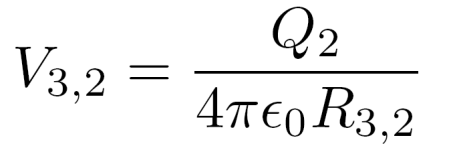 V_{3,2} = \frac{Q_2}{4\pi\epsilon_0 R_{3,2}}